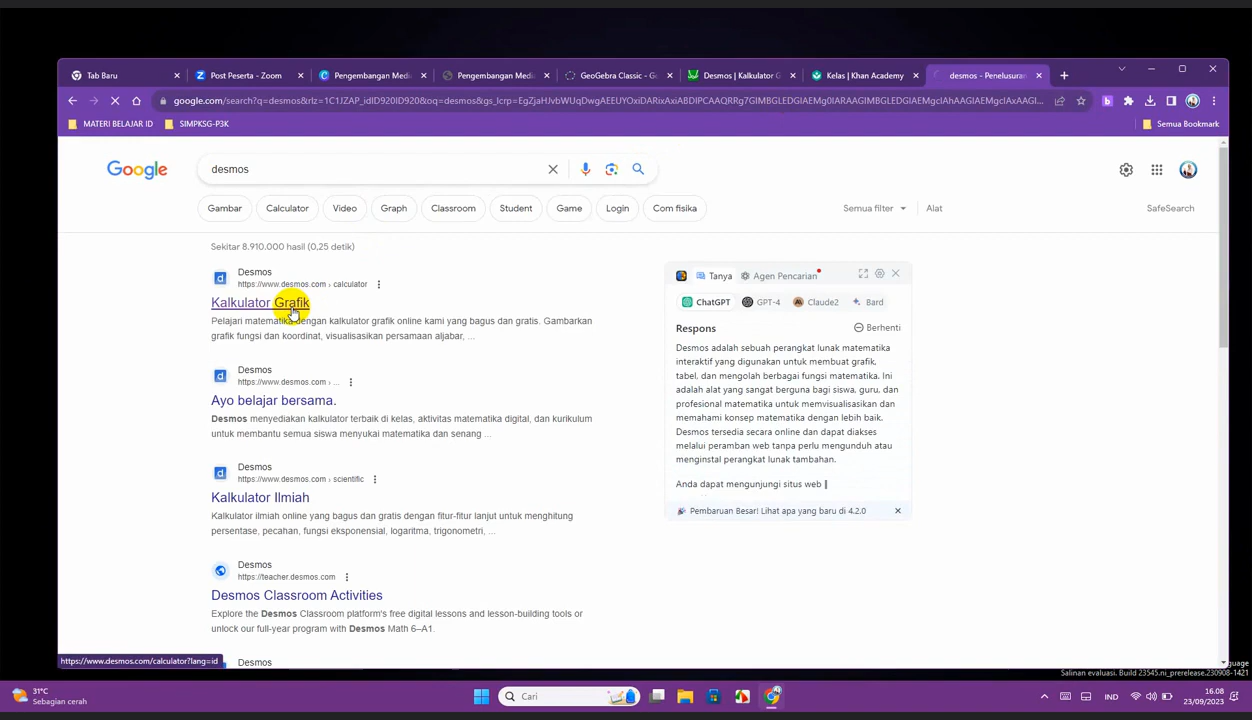 Tab Baru
Post Peserta - Zoom
Pengembangan Medi
Pengembangan Medi
GeoGebra Classic - Ge
Desmos | Kalkulator G
Kelas | Khan Academy
desmos - Penelusuran
MATERI BELAJAR ID
SIMPKSG-P3K
Semua Bookmark
Google
desmos
Gambar
Calculator
Video
Graph
Classroom
Student
Game
Login
Com fisika
Semua filter
Alat
SafeSearch
Sekitar 8.910.000 hasil (0,25 detik)
Desmos
https://www.desmos.com › calculator
Kalkulator Grafik
Pelajari matematika dengan kalkulator grafik online kami yang bagus dan gratis. Gambarkan
grafik fungsi dan koordinat, visualisasikan persamaan aljabar, ...
Desmos
https://www.desmos.com › ...
Ayo belajar bersama.
Desmos menyediakan kalkulator terbaik di kelas, aktivitas matematika digital, dan kurikulum
untuk membantu semua siswa menyukai matematika dan senang ...
Desmos
https://www.desmos.com › scientific
Kalkulator Ilmiah
Kalkulator ilmiah online yang bagus dan gratis dengan fitur-fitur lanjut untuk menghitung
persentase, pecahan, fungsi eksponensial, logaritma, trigonometri, ...
Desmos
https://teacher.desmos.com
Desmos Classroom Activities
Explore the Desmos Classroom platform's free digital lessons and lesson-building tools or
unlock our full-year program with Desmos Math 6–A1.
Desmos
Tanya
Agen Pencarian
ChatGPT
GPT-4
Claude2
Bard
Respons
Berhenti
Desmos adalah sebuah perangkat lunak matematika
interaktif yang digunakan untuk membuat grafik,
tabel, dan mengolah berbagai fungsi matematika. Ini
adalah alat yang sangat berguna bagi siswa, guru, dan
profesional matematika untuk memvisualisasikan dan
memahami konsep matematika dengan lebih baik.
Desmos tersedia secara online dan dapat diakses
melalui peramban web tanpa perlu mengunduh atau
menginstal perangkat lunak tambahan.
Anda dapat mengunjungi situs web
Pembaruan Besar! Lihat apa yang baru di 4.2.0
https://www.desmos.com/calculator?lang=id
Salinan evaluasi. Build 23545.ni_prerelease.230908-1421
31°C
Sebagian cerah
Cari
IND
16.08
23/09/2023